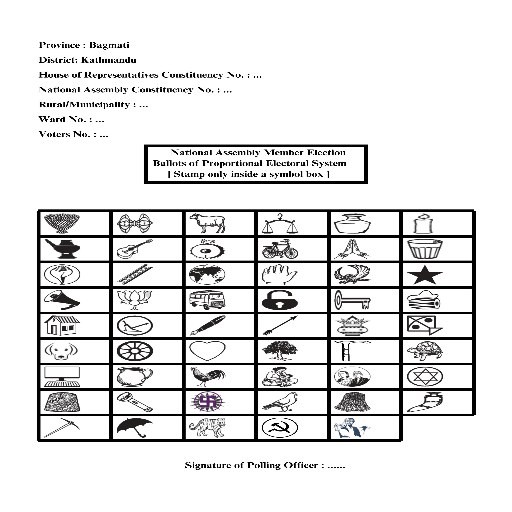 Province : Bagmati
District: Kathmandu
House of Representatives Constituency No. : ...
National Assembly Constituency No. : ...
Rural/Municipality : ...
Ward No. : ...
Voters No. : ...
National Assembly Member Election
Ballots of Proportional Electoral System
[ Stamp only inside a symbol box ]
Signature of Polling Officer : ......